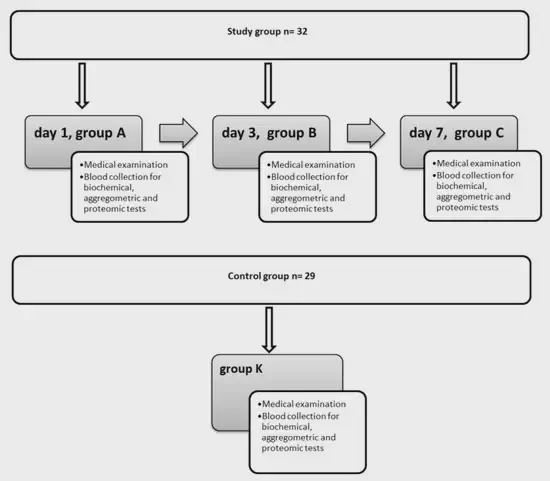 Study group n= 32
day 1, group A
day 3, group B
day 7, group C
•Medical examination
•Blood collection for
biochemical,
aggregometric and
proteomic tests
•Medical examination
•Blood collection for
biochemical,
aggregometric and
proteomic tests
•Medical examination
•Blood collection for
biochemical,
aggregometric and
proteomic tests
Control group n= 29
group K
•Medical examination
•Blood collection for
biochemical,
aggregometric and
proteomic tests